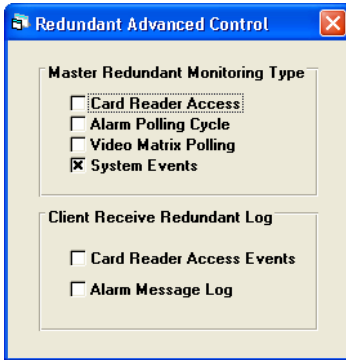 Redundant Advanced Control
Master Redundant Monitoring Type
Card Reader Access
Alarm Polling Cycle
Video Matrix Polling
System Events
Client Receive Redundant Log
Card Reader Access Events
Alarm Message Log